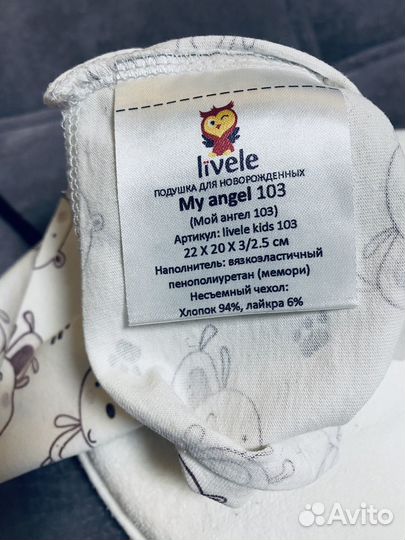 livele
ПОДУШКА ДЛЯ НОВОРОЖДЕННЫХ
My angel 103
(Мой ангел 103)
Артикул: livele kids 103
22 X 20 X 3/2.5 см
Наполнитель: вязкоэластичный
пенополиуретан (мемори)
Несъемный чехол:
Хлопок 94%, лайкра 6%
Avito